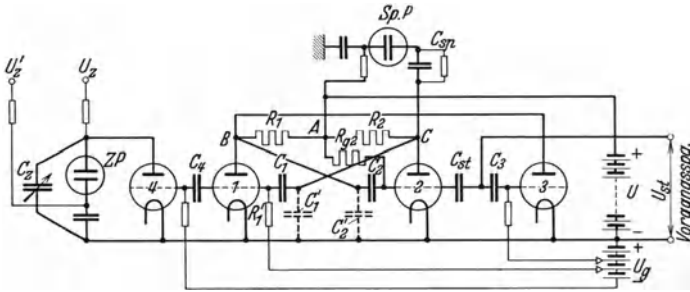 Sp.P
U_z'
U_z
C_sp
R_1
A
R_2
B
C
R_g2
C_z
ZP
C_4
C_1
C_2
C_st
C_3
4
1
2
3
R_1'
C_1'
C_2'
+
U
−
+
U_g
−
U_st
Vorgangsspg.